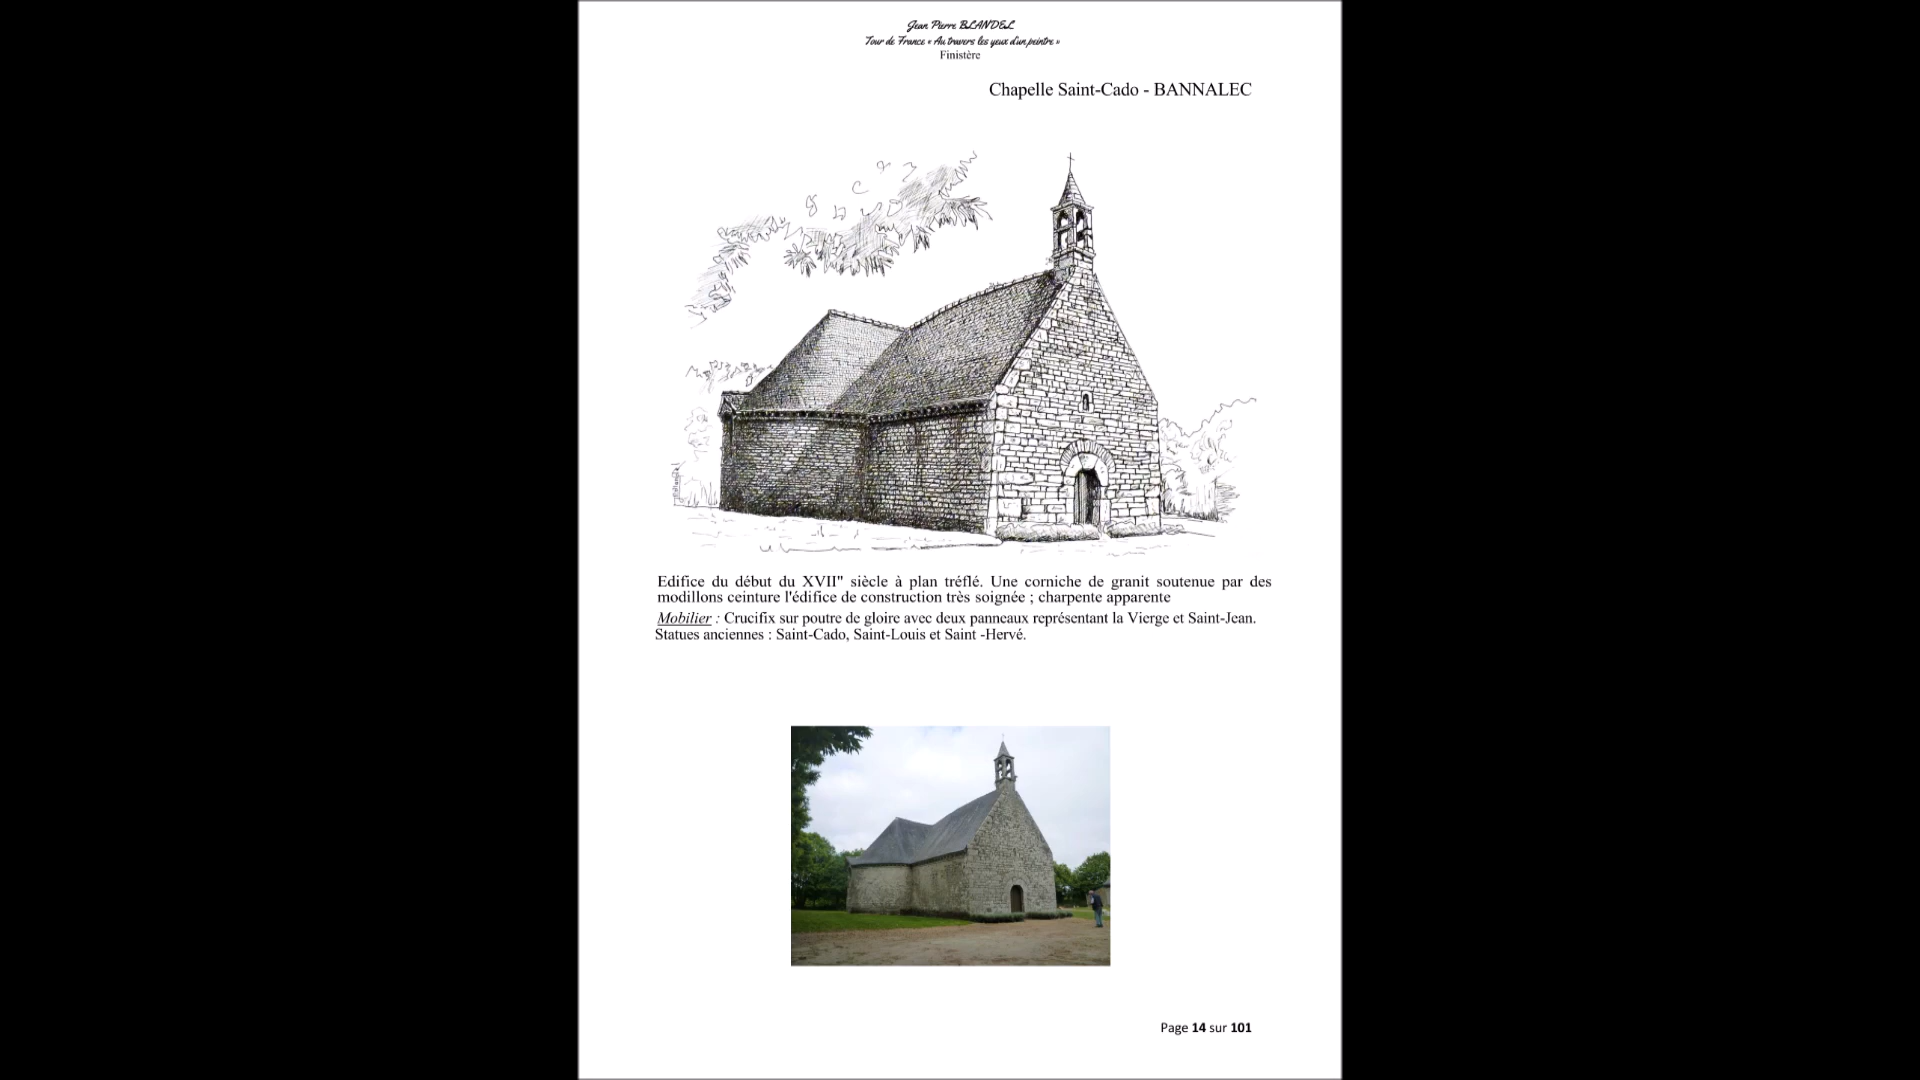 Jean Pierre BLANDEL
Tour de France « Au travers les yeux d'un peintre »
Finistère
Chapelle Saint-Cado - BANNALEC
Edifice du début du XVII" siècle à plan tréflé. Une corniche de granit soutenue par des
modillons ceinture l'édifice de construction très soignée ; charpente apparente
Mobilier : Crucifix sur poutre de gloire avec deux panneaux représentant la Vierge et Saint-Jean.
Statues anciennes : Saint-Cado, Saint-Louis et Saint -Hervé.
Page 14 sur 101